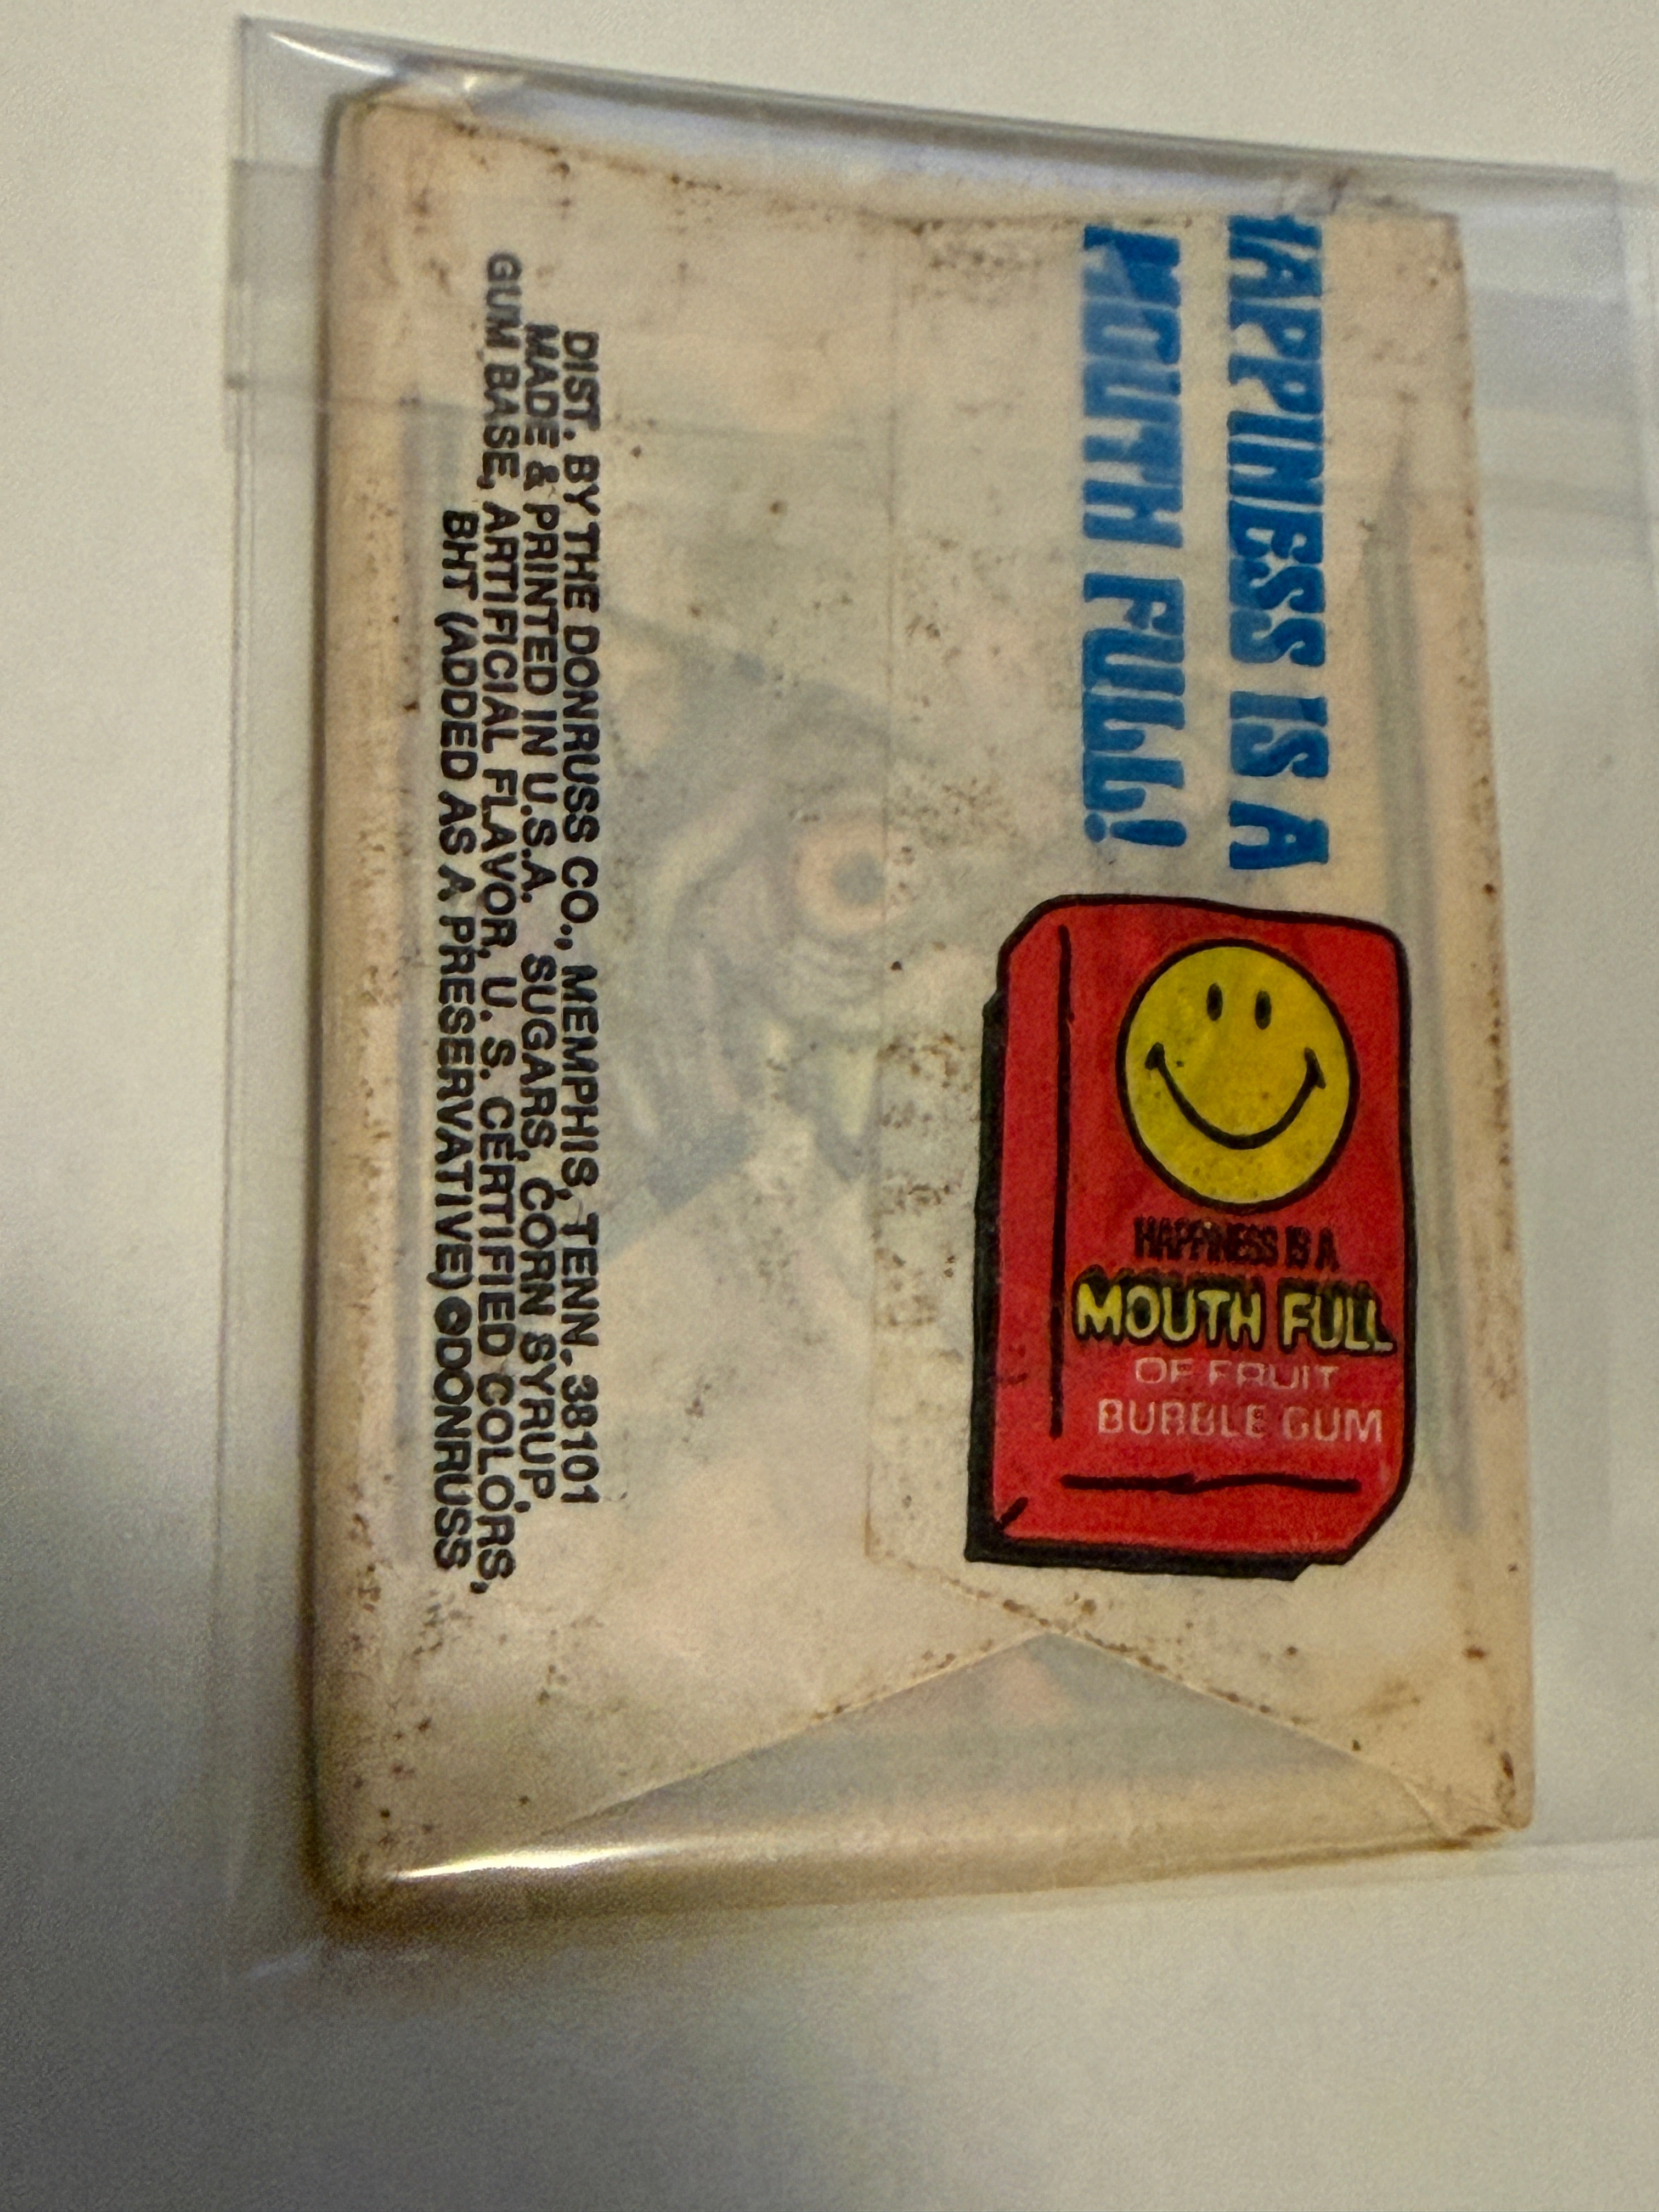 HAPPINESS IS A
MOUTH FULL!
HAPPINESS IS A
MOUTH FULL
OF FRUIT
BUBBLE GUM
DIST. BY THE DONRUSS CO., MEMPHIS, TENN. 38101
MADE & PRINTED IN U.S.A. SUGARS, CORN SYRUP,
GUM BASE, ARTIFICIAL FLAVOR, U. S. CERTIFIED COLORS,
BHT (ADDED AS A PRESERVATIVE) ©DONRUSS